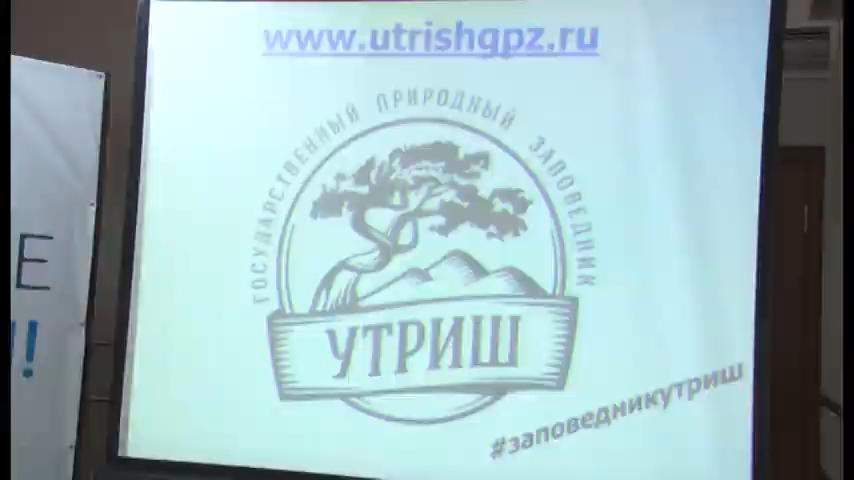 www.utrishgpz.ru
ГОСУДАРСТВЕННЫЙ ПРИРОДНЫЙ ЗАПОВЕДНИК
УТРИШ
#заповедникутриш
Е
!